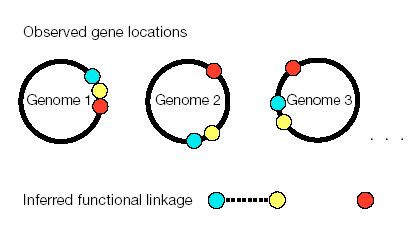 Observed gene locations
Genome 1 Genome 2 Genome 3
. . .
Inferred functional linkage